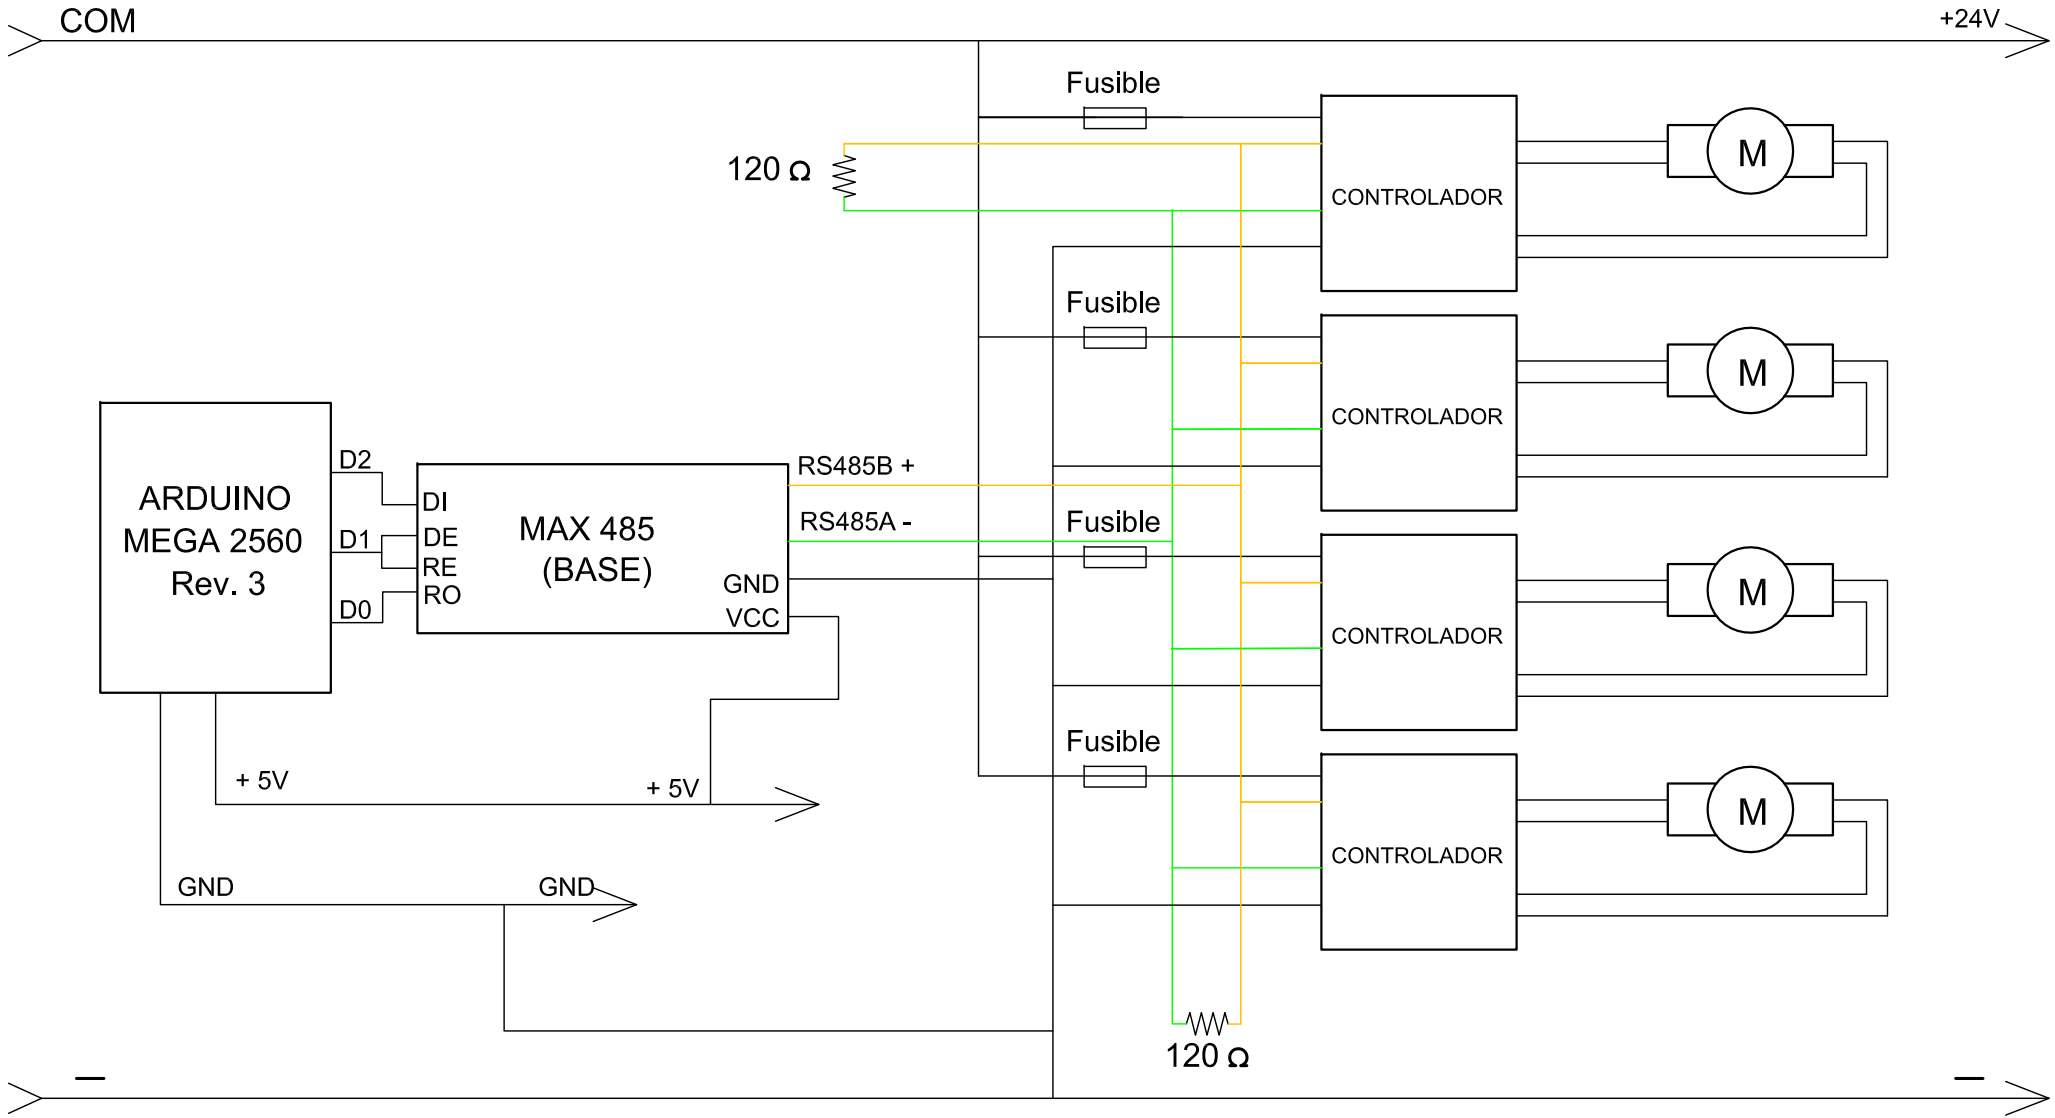 COM
+24V
Fusible
120 Ω
CONTROLADOR
M
Fusible
CONTROLADOR
M
ARDUINO
MEGA 2560
Rev. 3
D2
D1
D0
DI
DE
RE
RO
MAX 485
(BASE)
GND
VCC
RS485B +
RS485A -
Fusible
CONTROLADOR
M
Fusible
CONTROLADOR
M
+ 5V
+ 5V
GND
GND
120 Ω
—
—